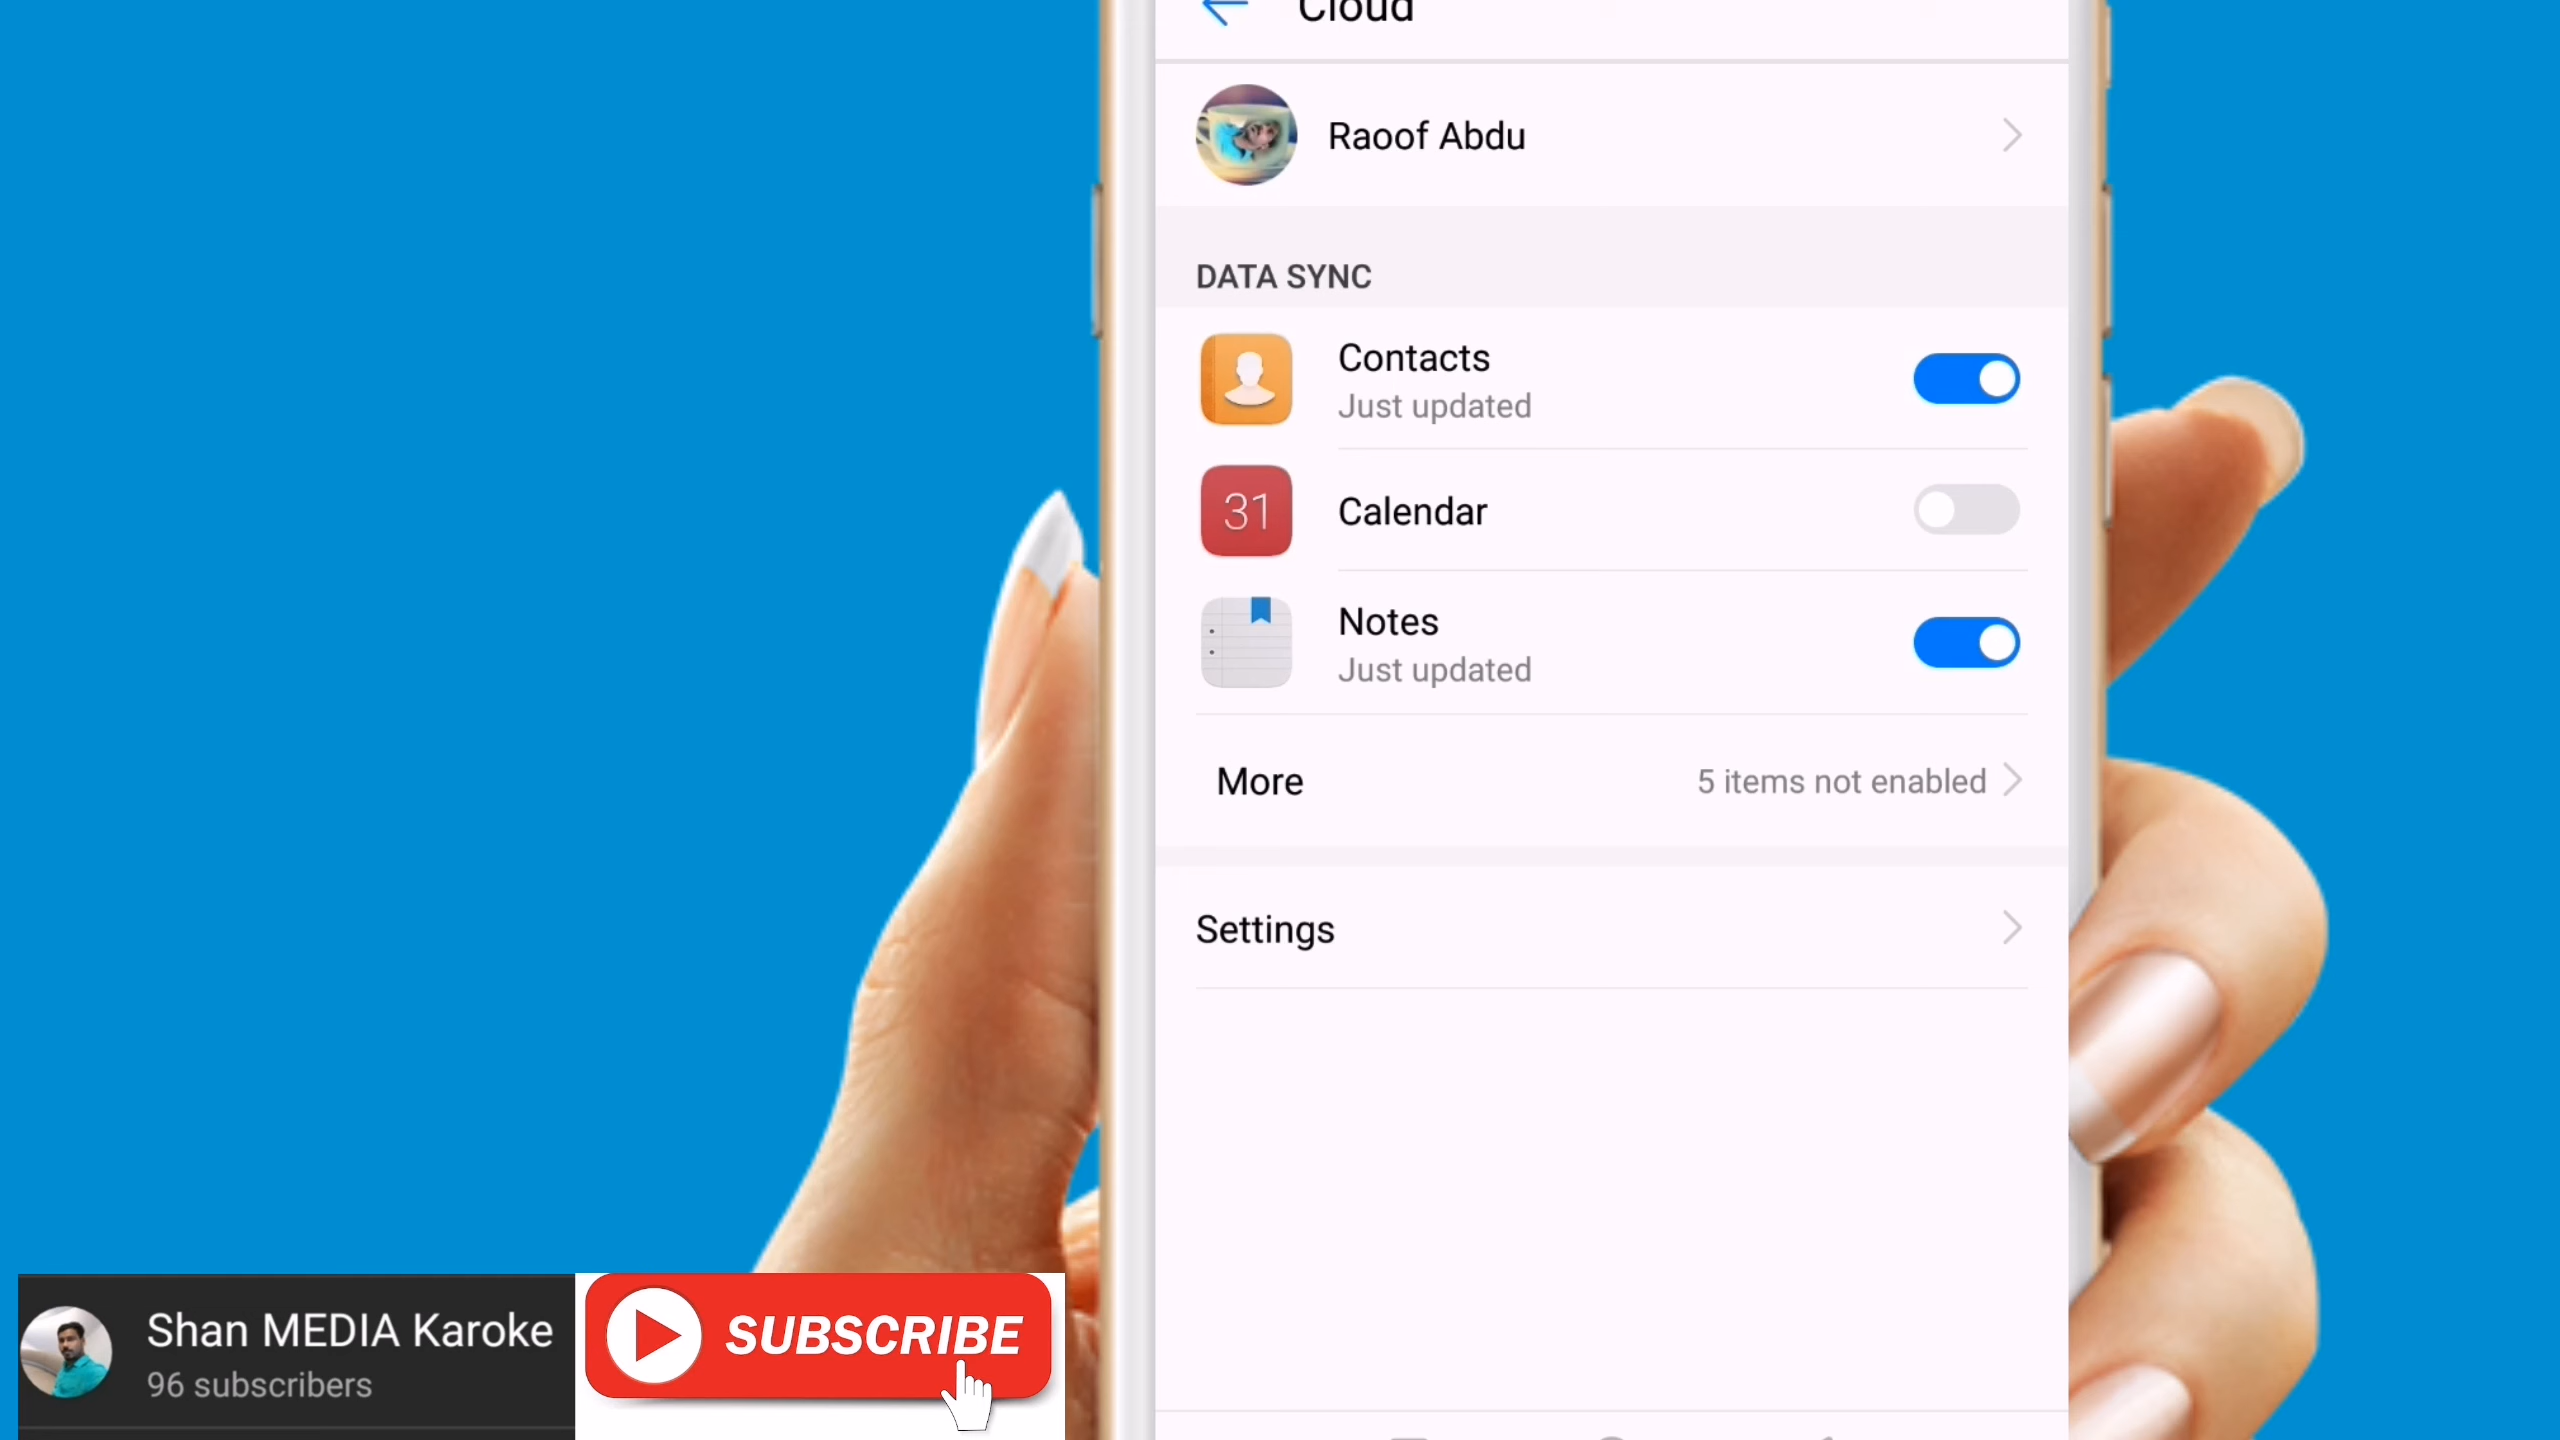 Cloud
Raoof Abdu
DATA SYNC
Contacts
Just updated
31
Calendar
Notes
Just updated
More
5 items not enabled
Settings
Shan MEDIA Karoke
96 subscribers
SUBSCRIBE